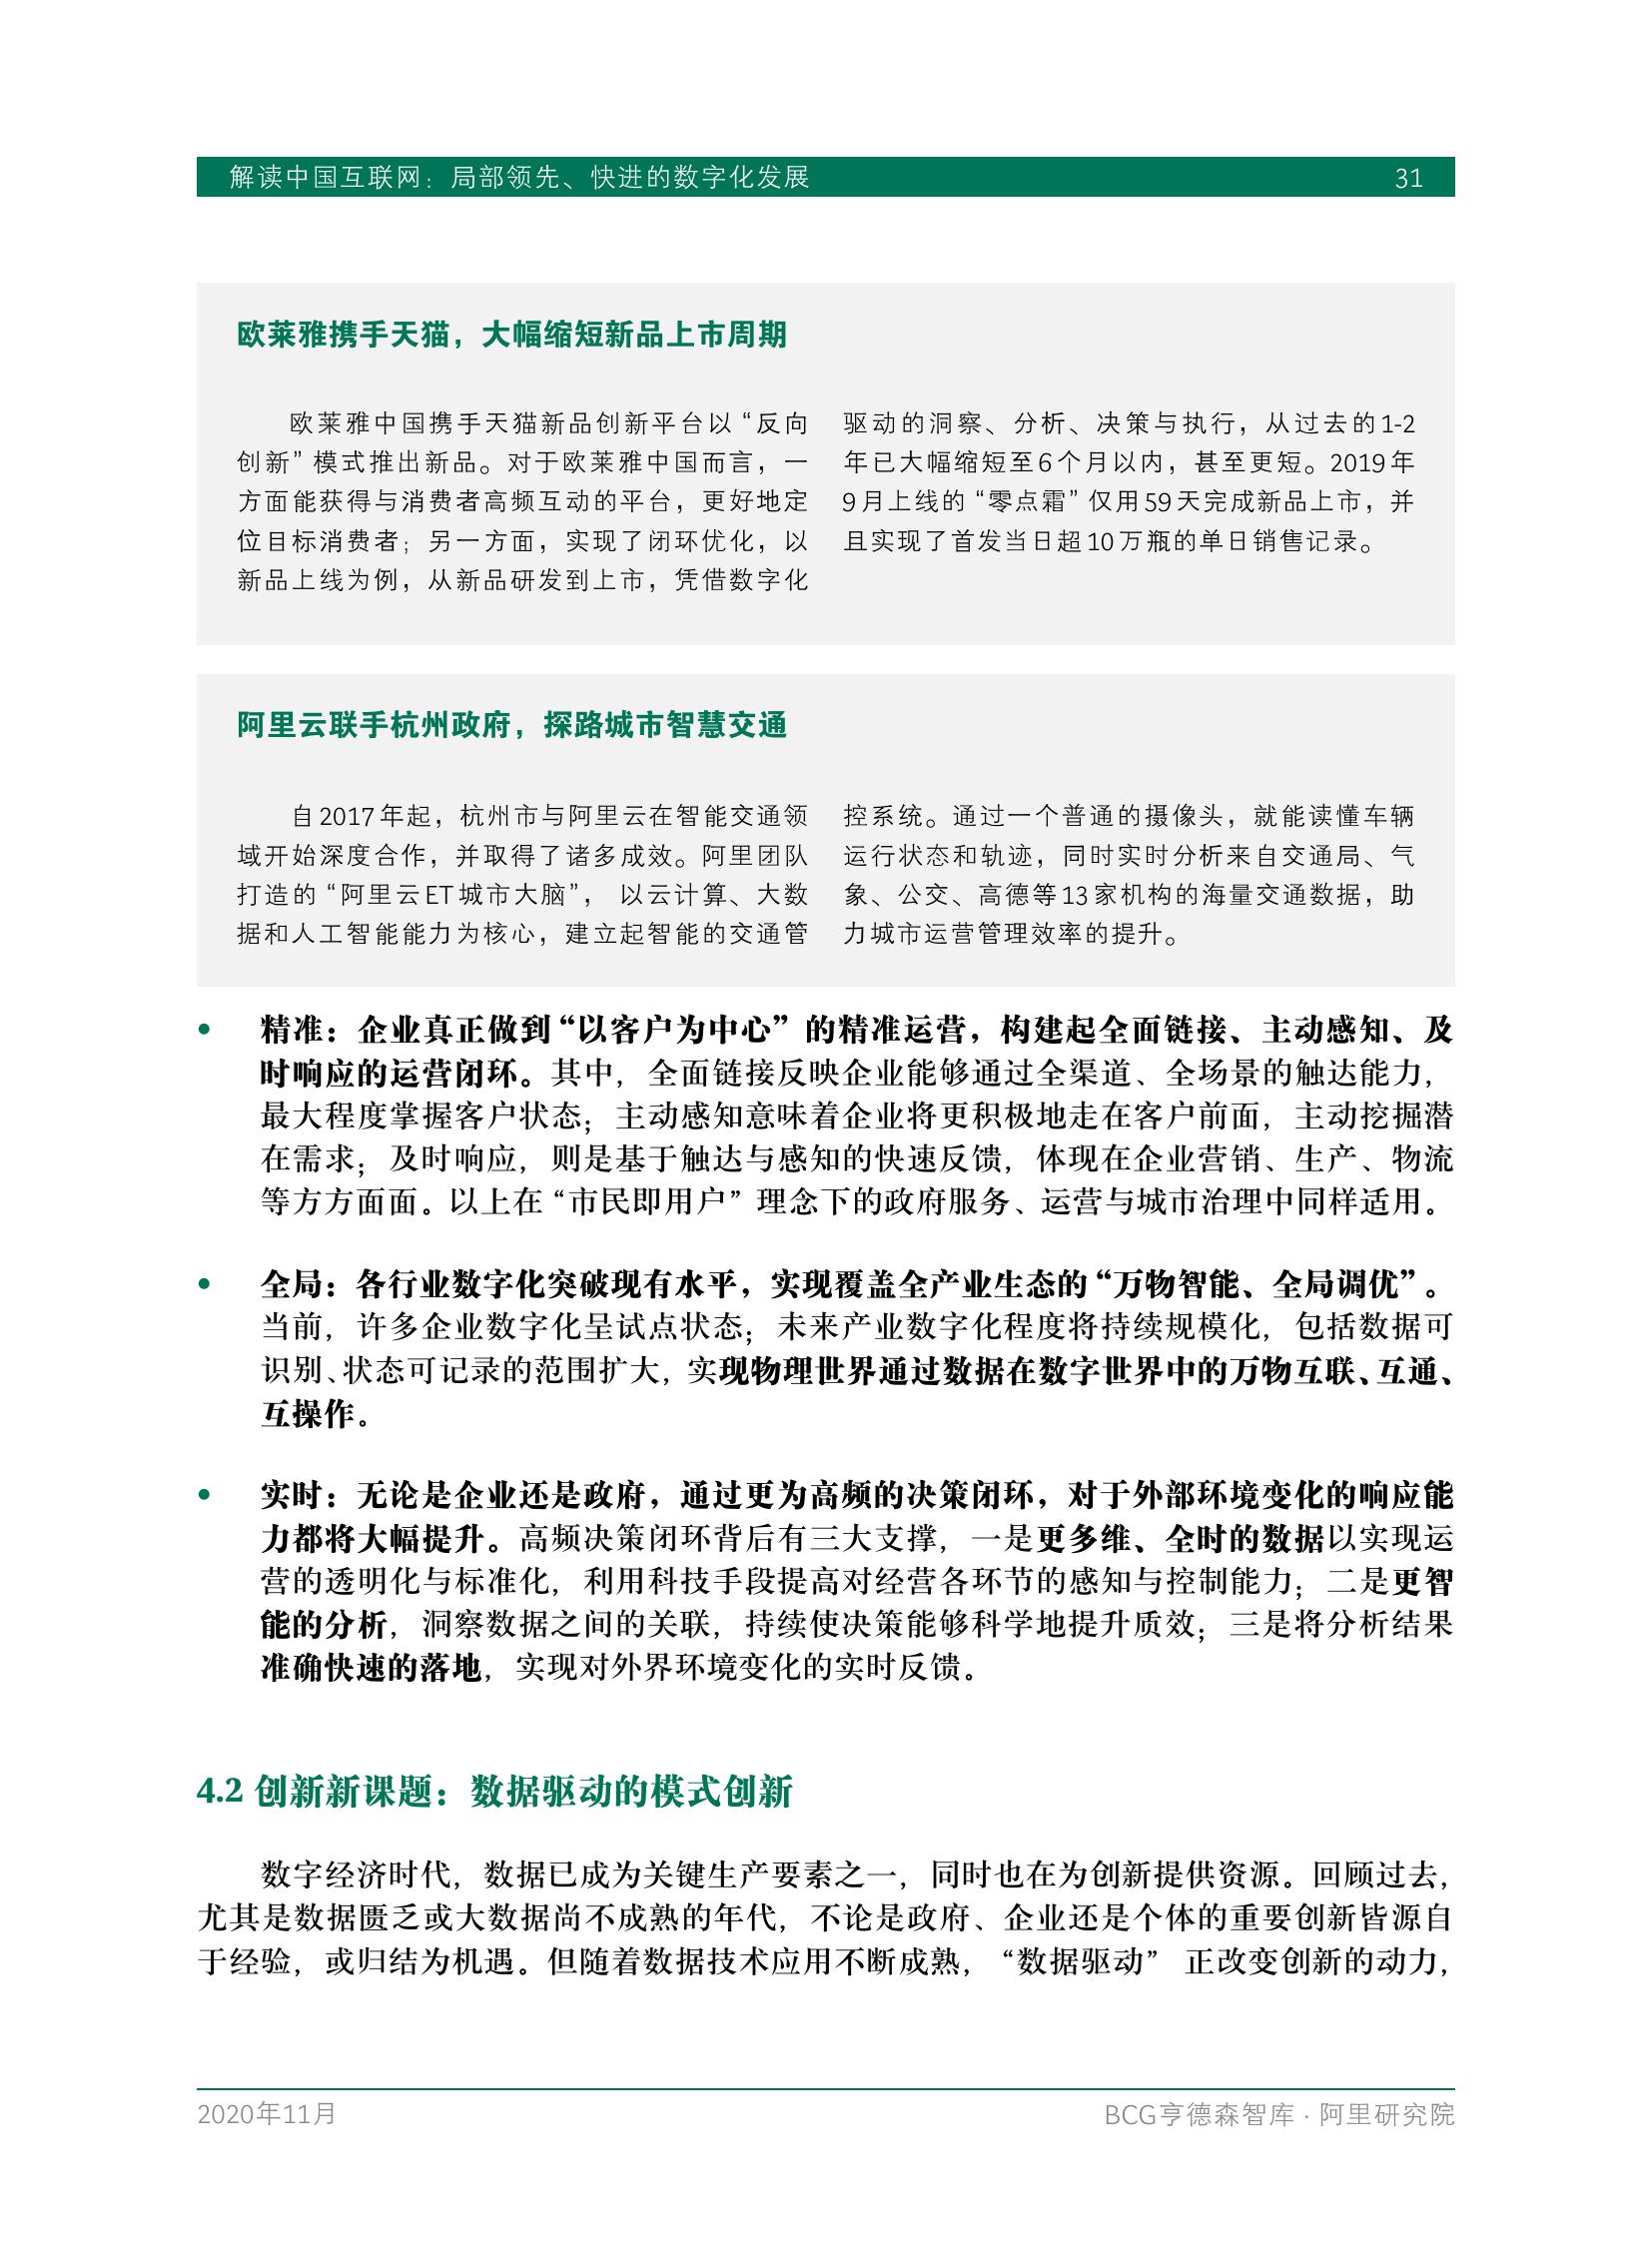 解读中国互联网：局部领先、快进的数字化发展 31
欧莱雅携手天猫，大幅缩短新品上市周期
欧莱雅中国携手天猫新品创新平台以“反向
创新”模式推出新品。对于欧莱雅中国而言，一
方面能获得与消费者高频互动的平台，更好地定
位目标消费者；另一方面，实现了闭环优化，以
新品上线为例，从新品研发到上市，凭借数字化
驱动的洞察、分析、决策与执行，从过去的1-2
年已大幅缩短至6个月以内，甚至更短。2019年
9月上线的“零点霜”仅用59天完成新品上市，并
且实现了首发当日超10万瓶的单日销售记录。
阿里云联手杭州政府，探路城市智慧交通
自2017年起，杭州市与阿里云在智能交通领
域开始深度合作，并取得了诸多成效。阿里团队
打造的“阿里云ET城市大脑”， 以云计算、大数
据和人工智能能力为核心，建立起智能的交通管
控系统。通过一个普通的摄像头，就能读懂车辆
运行状态和轨迹，同时实时分析来自交通局、气
象、公交、高德等13家机构的海量交通数据，助
力城市运营管理效率的提升。
• 精准：企业真正做到“以客户为中心”的精准运营，构建起全面链接、主动感知、及
时响应的运营闭环。其中，全面链接反映企业能够通过全渠道、全场景的触达能力，
最大程度掌握客户状态；主动感知意味着企业将更积极地走在客户前面，主动挖掘潜
在需求；及时响应，则是基于触达与感知的快速反馈，体现在企业营销、生产、物流
等方方面面。以上在“市民即用户”理念下的政府服务、运营与城市治理中同样适用。
• 全局：各行业数字化突破现有水平，实现覆盖全产业生态的“万物智能、全局调优”。
当前，许多企业数字化呈试点状态；未来产业数字化程度将持续规模化，包括数据可
识别、状态可记录的范围扩大，实现物理世界通过数据在数字世界中的万物互联、互通、
互操作。
• 实时：无论是企业还是政府，通过更为高频的决策闭环，对于外部环境变化的响应能
力都将大幅提升。高频决策闭环背后有三大支撑，一是更多维、全时的数据以实现运
营的透明化与标准化，利用科技手段提高对经营各环节的感知与控制能力；二是更智
能的分析，洞察数据之间的关联，持续使决策能够科学地提升质效；三是将分析结果
准确快速的落地，实现对外界环境变化的实时反馈。
4.2 创新新课题：数据驱动的模式创新
数字经济时代，数据已成为关键生产要素之一，同时也在为创新提供资源。回顾过去，
尤其是数据匮乏或大数据尚不成熟的年代，不论是政府、企业还是个体的重要创新皆源自
于经验，或归结为机遇。但随着数据技术应用不断成熟，“数据驱动” 正改变创新的动力，
2020年11月 BCG亨德森智库 · 阿里研究院